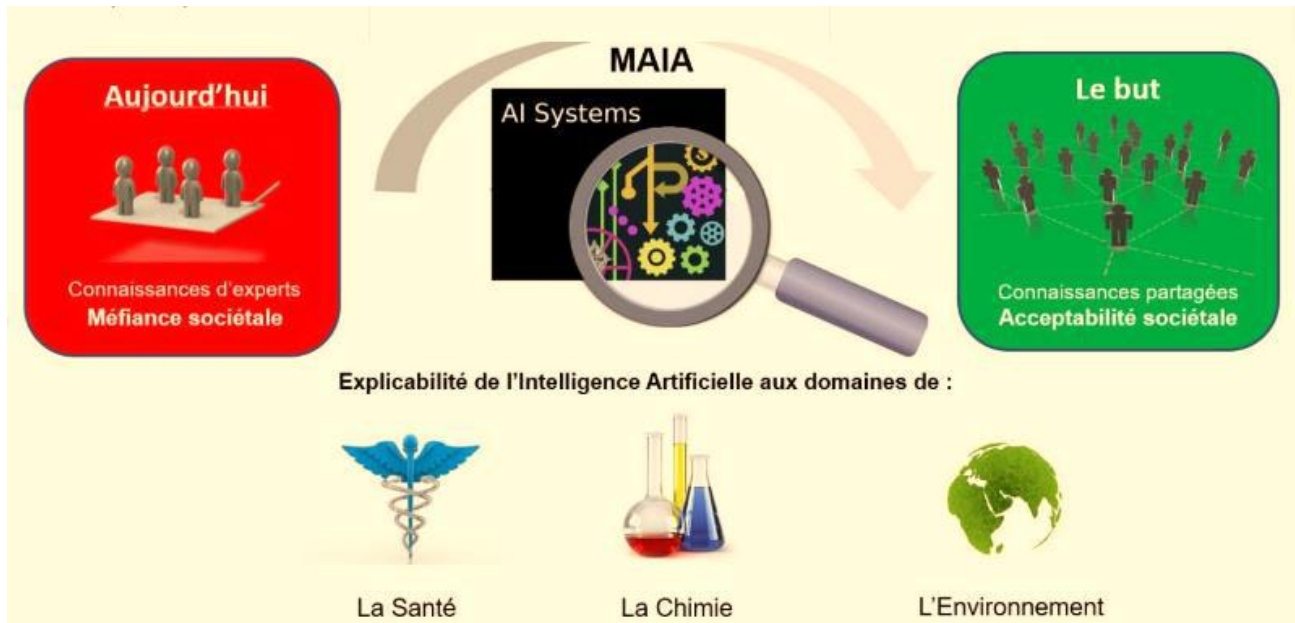 Aujourd'hui
Connaissances d'experts
Méfiance sociétale
MAIA
AI Systems
Le but
Connaissances partagées
Acceptabilité sociétale
Explicabilité de l'Intelligence Artificielle aux domaines de :
La Santé
La Chimie
L'Environnement